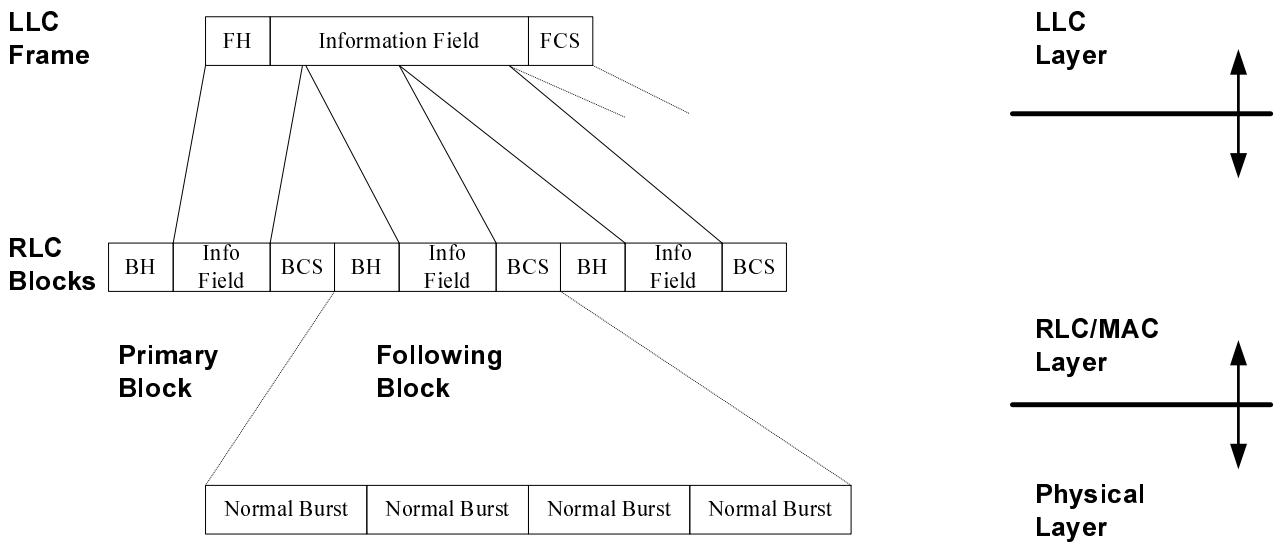 LLC
Frame
FH
Information Field
FCS
LLC
Layer
RLC
Blocks
BH
Info
Field
BCS
BH
Info
Field
BCS
BH
Info
Field
BCS
Primary
Block
Following
Block
RLC/MAC
Layer
Normal Burst
Normal Burst
Normal Burst
Normal Burst
Physical
Layer